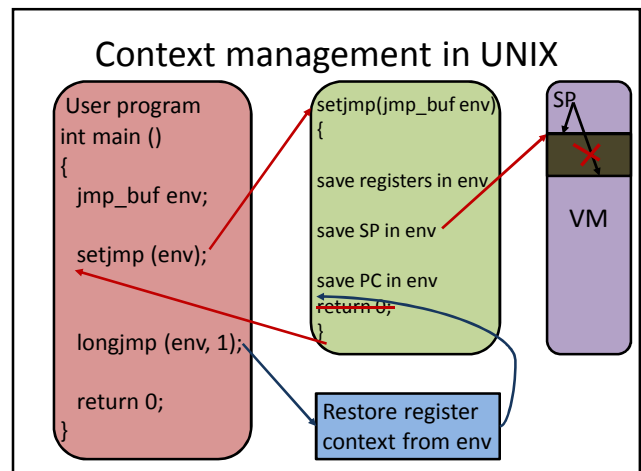 Context management in UNIX
User program
int main ()
{
jmp_buf env;
setjmp (env);
longjmp (env, 1);
return 0;
}
setjmp(jmp_buf env)
{
save registers in env
save SP in env
save PC in env
return 0;
}
Restore register
context from env
SP
VM